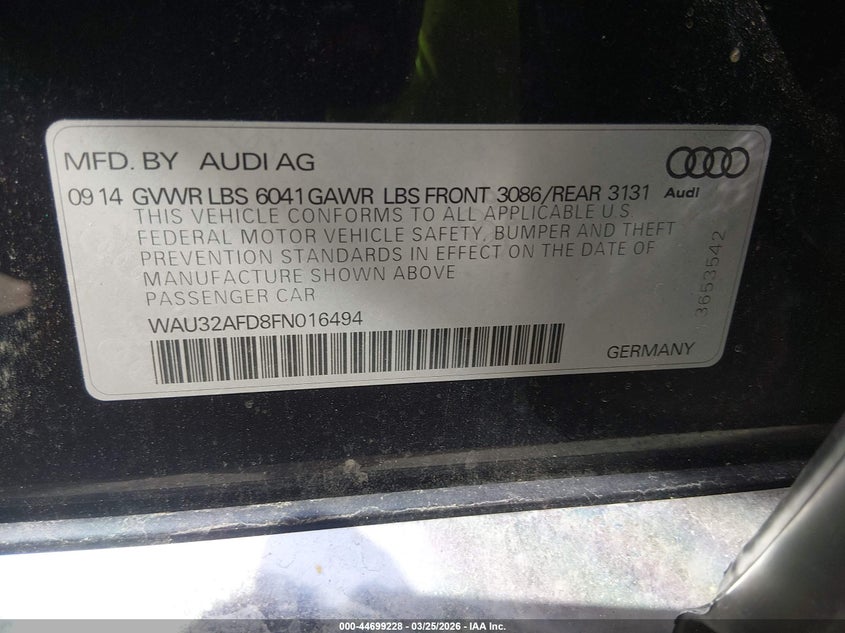 MFD. BY AUDI AG
Audi
09 14 GVWR LBS 6041 GAWR LBS FRONT 3086/REAR 3131
THIS VEHICLE CONFORMS TO ALL APPLICABLE U.S.
FEDERAL MOTOR VEHICLE SAFETY, BUMPER AND THEFT
PREVENTION STANDARDS IN EFFECT ON THE DATE OF
MANUFACTURE SHOWN ABOVE
PASSENGER CAR
WAU32AFD8FN016494
3653542
GERMANY
000-44699228 - 03/25/2026 - IAA Inc.